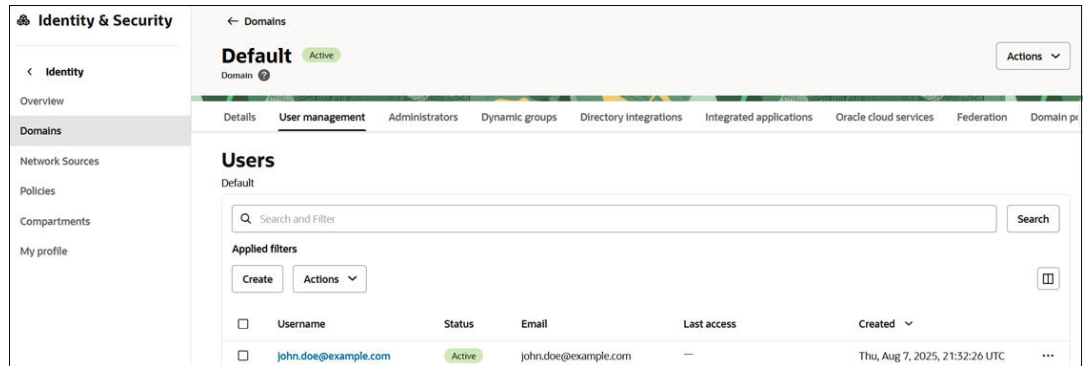 Identity & Security
Identity
Overview
Domains
Network Sources
Policies
Compartments
My profile
Domains
Default Active
Domain ?
Actions
Details User management Administrators Dynamic groups Directory integrations Integrated applications Oracle cloud services Federation Domain
Users
Default
Search and Filter Search
Applied filters
Create Actions
Username Status Email Last access Created
john.doe@example.com Active john.doe@example.com — Thu, Aug 7, 2025, 21:32:26 UTC ...